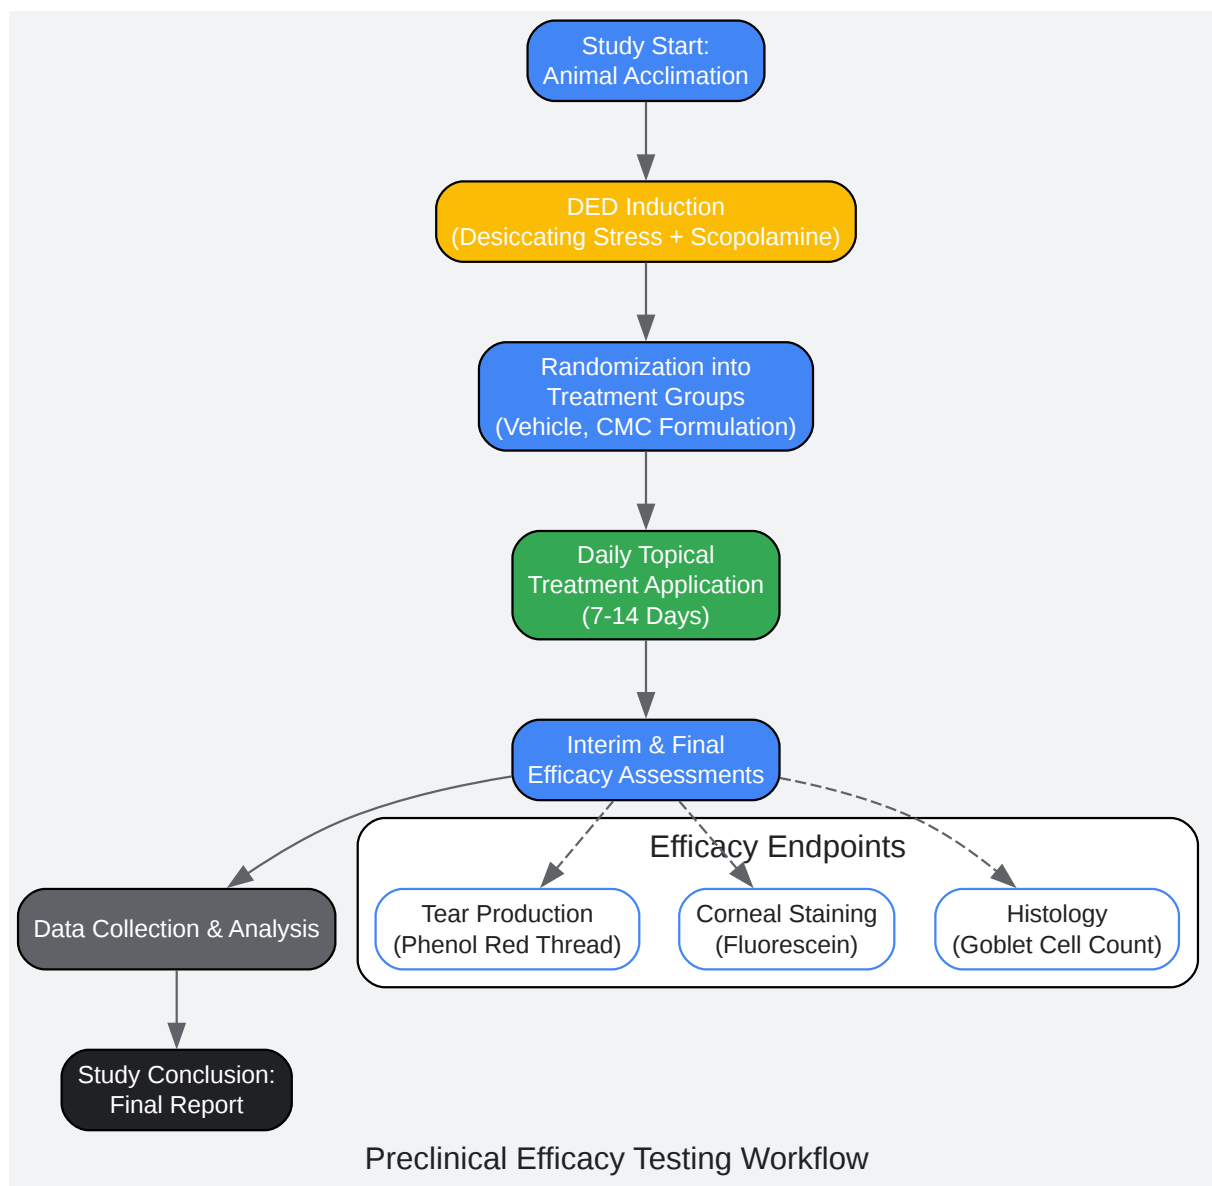 Study Start:
Animal Acclimation
DED Induction
(Desiccating Stress + Scopolamine)
Randomization into
Treatment Groups
(Vehicle, CMC Formulation)
Daily Topical
Treatment Application
(7-14 Days)
Interim & Final
Efficacy Assessments
Efficacy Endpoints
Data Collection & Analysis
Tear Production
(Phenol Red Thread)
Corneal Staining
(Fluorescein)
Histology
(Goblet Cell Count)
Study Conclusion:
Final Report
Preclinical Efficacy Testing Workflow